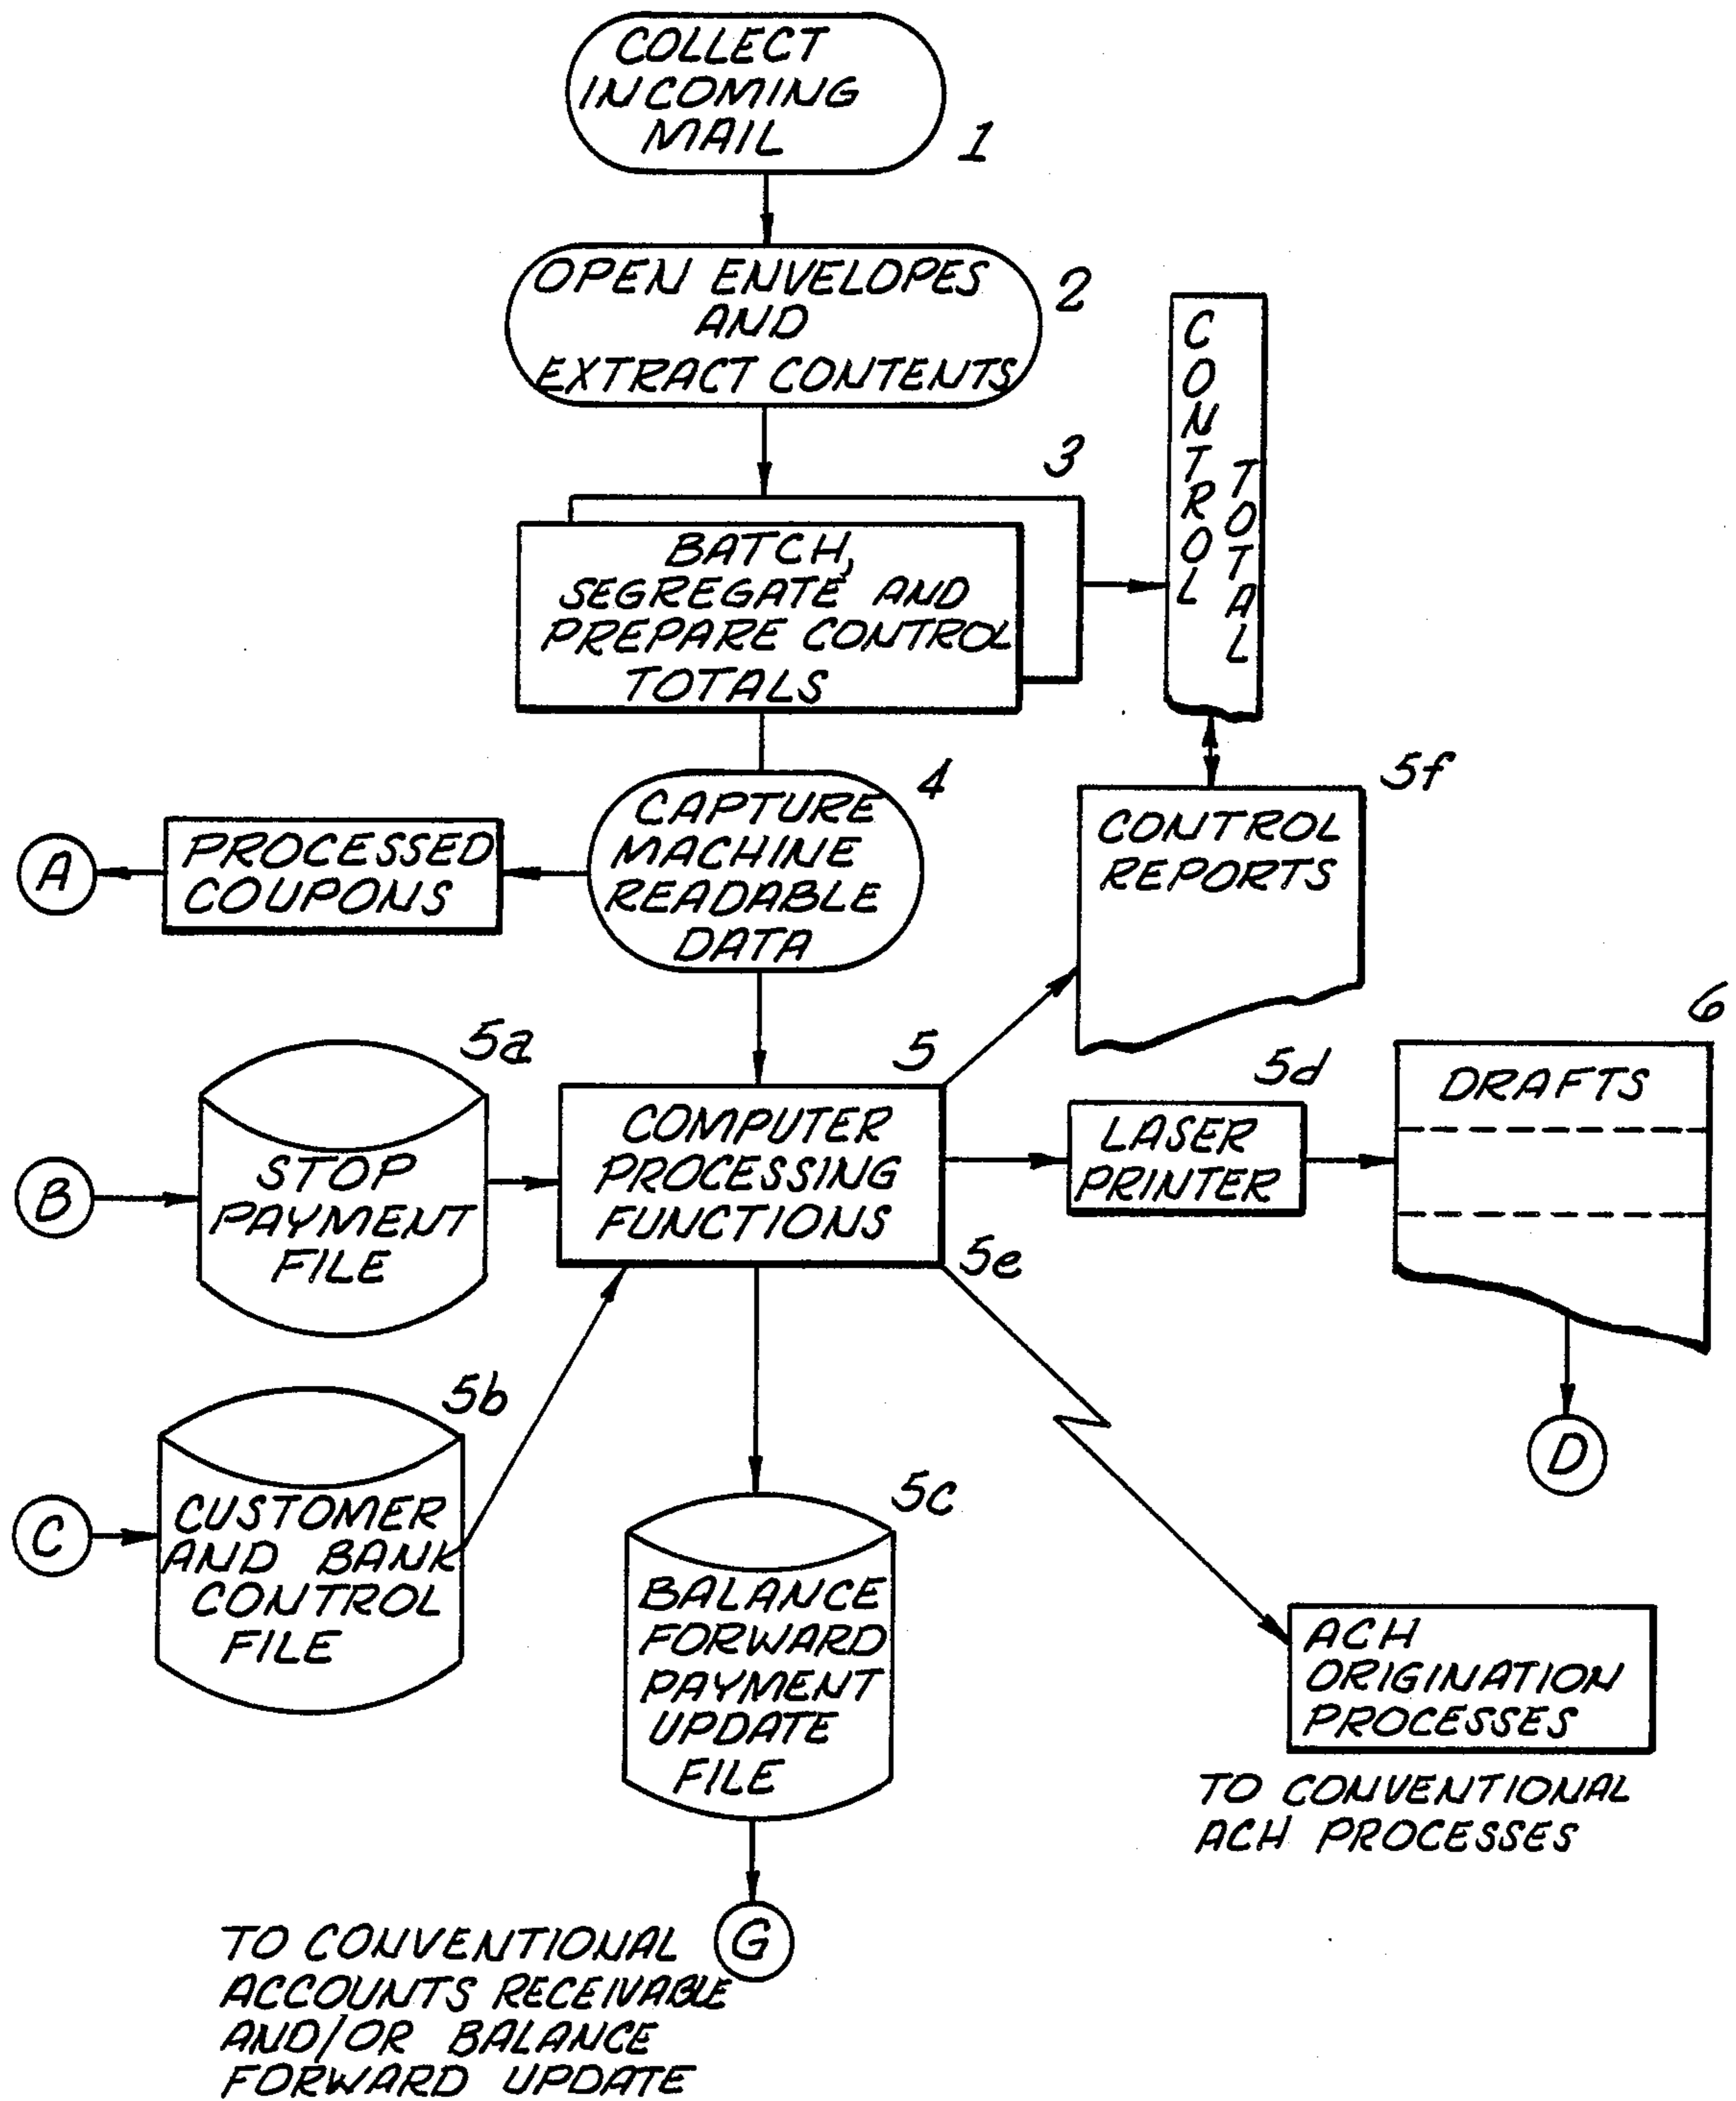 COLLECT
INCOMING
MAIL
1
OPEN ENVELOPES
AND
EXTRACT CONTENTS
2
3
BATCH,
SEGREGATE AND
PREPARE CONTROL
TOTALS
CONTROL
TOTAL
4
CAPTURE
MACHINE
READABLE
DATA
PROCESSED
COUPONS
A
5f
CONTROL
REPORTS
5a
STOP
PAYMENT
FILE
B
5
COMPUTER
PROCESSING
FUNCTIONS
5d
LASER
PRINTER
6
DRAFTS
D
5e
5b
CUSTOMER
AND BANK
CONTROL
FILE
C
5c
BALANCE
FORWARD
PAYMENT
UPDATE
FILE
ACH
ORIGINATION
PROCESSES
TO CONVENTIONAL
ACH PROCESSES
G
TO CONVENTIONAL
ACCOUNTS RECEIVABLE
AND/OR BALANCE
FORWARD UPDATE